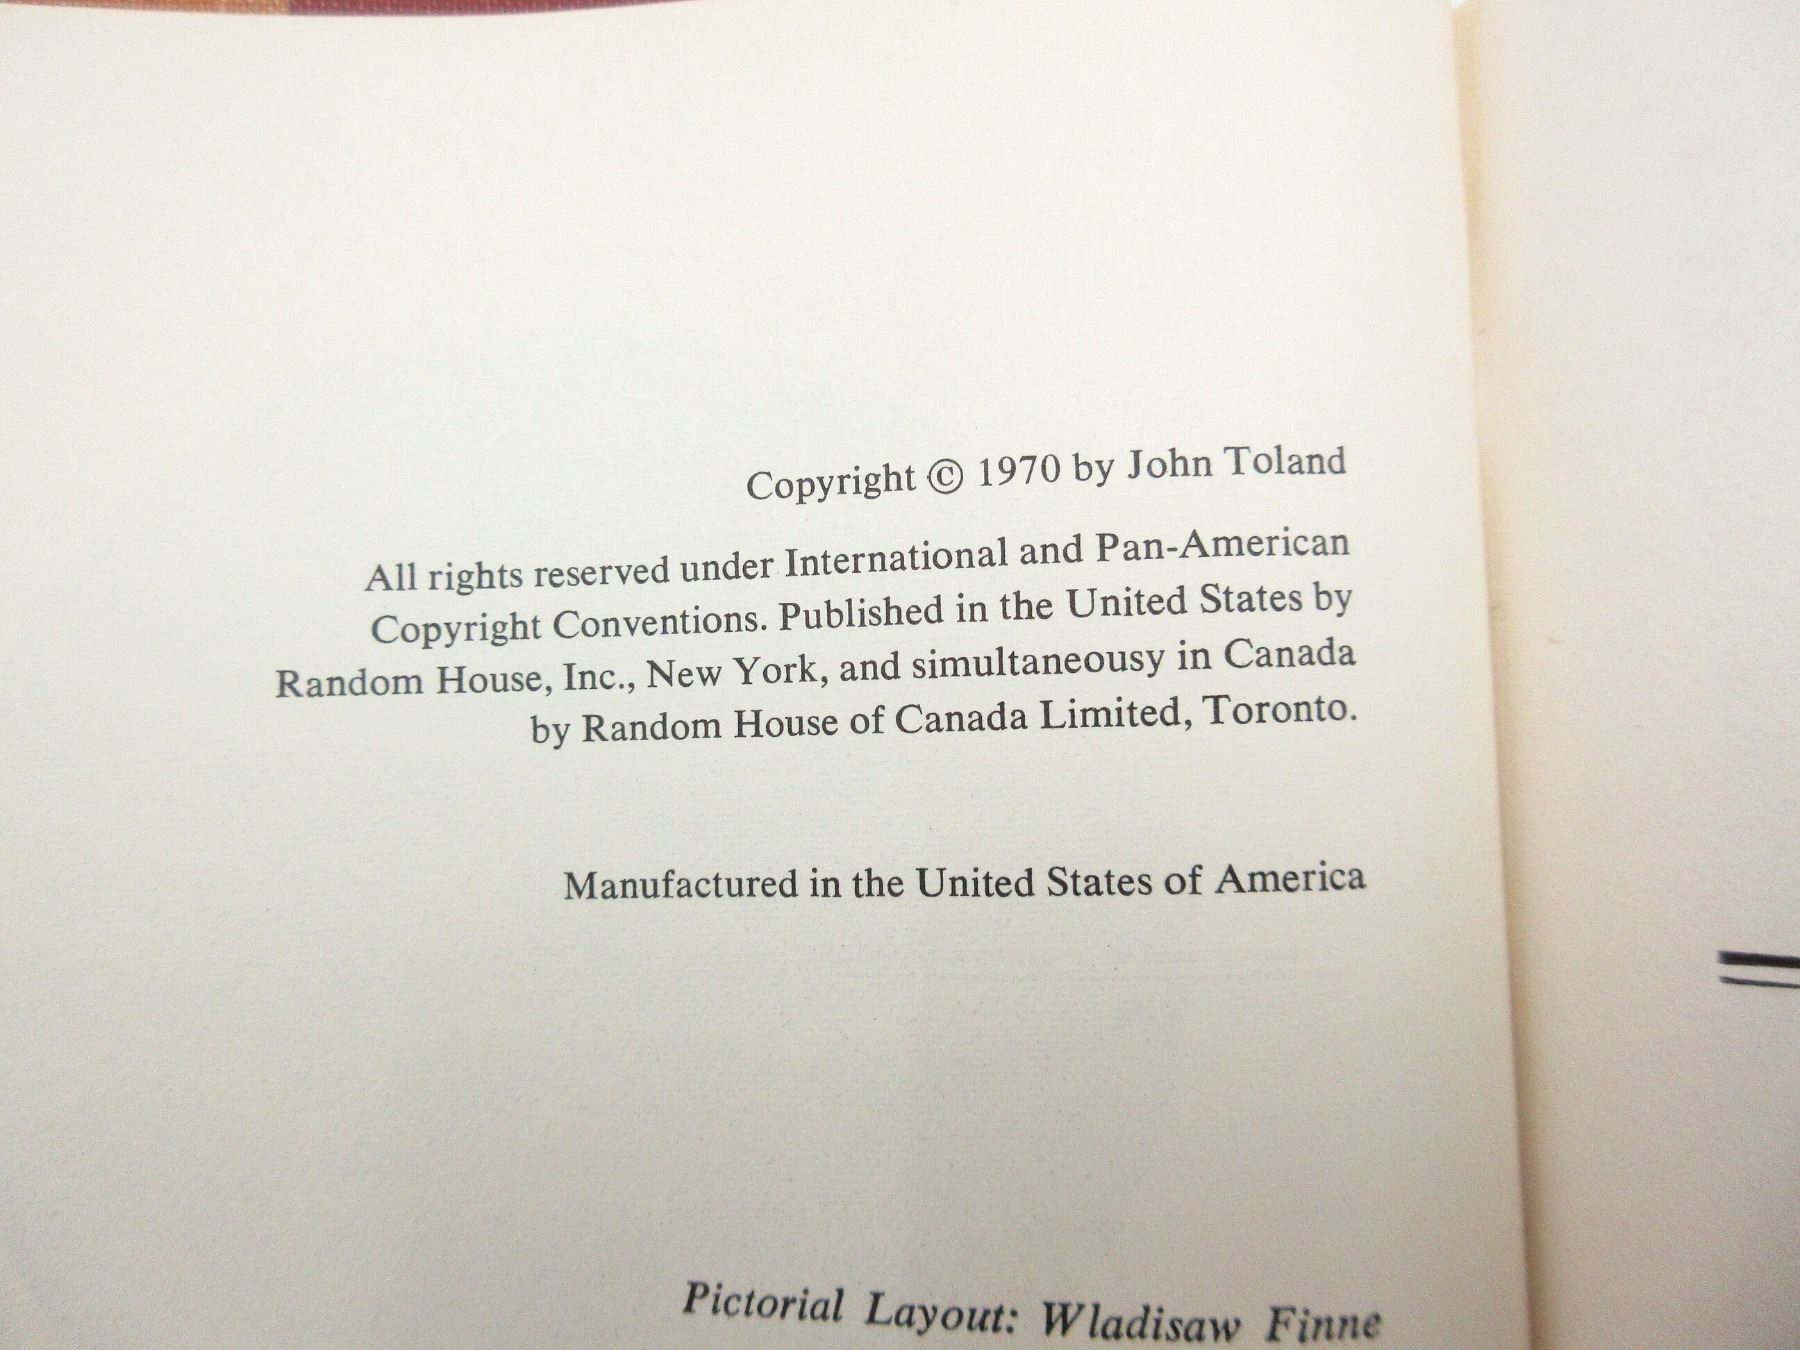 Copyright © 1970 by John Toland
All rights reserved under International and Pan-American
Copyright Conventions. Published in the United States by
Random House, Inc., New York, and simultaneousy in Canada
by Random House of Canada Limited, Toronto.
Manufactured in the United States of America
Pictorial Layout: Wladisaw Finne